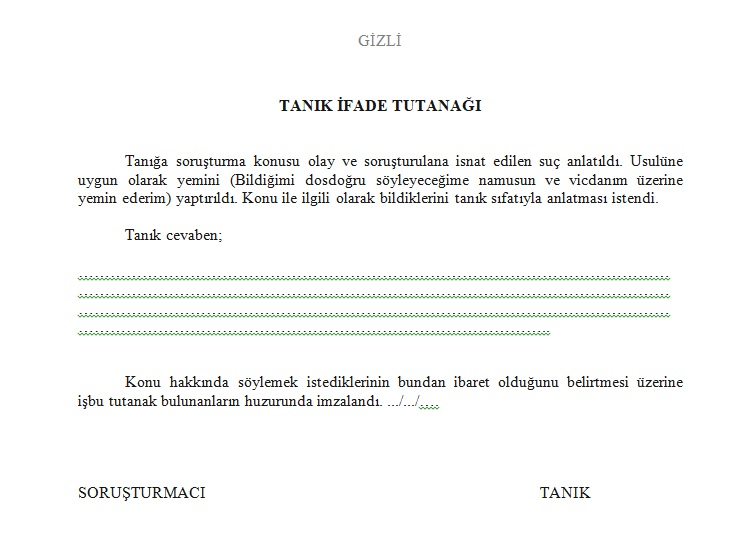 GİZLİ
TANIK İFADE TUTANAĞI
Tanığa soruşturma konusu olay ve soruşturulana isnat edilen suç anlatıldı. Usulüne
uygun olarak yemini (Bildiğimi dosdoğru söyleyeceğime namusun ve vicdanım üzerine
yemin ederim) yaptırıldı. Konu ile ilgili olarak bildiklerini tanık sıfatıyla anlatması istendi.
Tanık cevaben;
................................................................................................................................
................................................................................................................................
................................................................................................................................
......................................................................................................
Konu hakkında söylemek istediklerinin bundan ibaret olduğunu belirtmesi üzerine
işbu tutanak bulunanların huzurunda imzalandı. .../.../....
SORUŞTURMACI TANIK